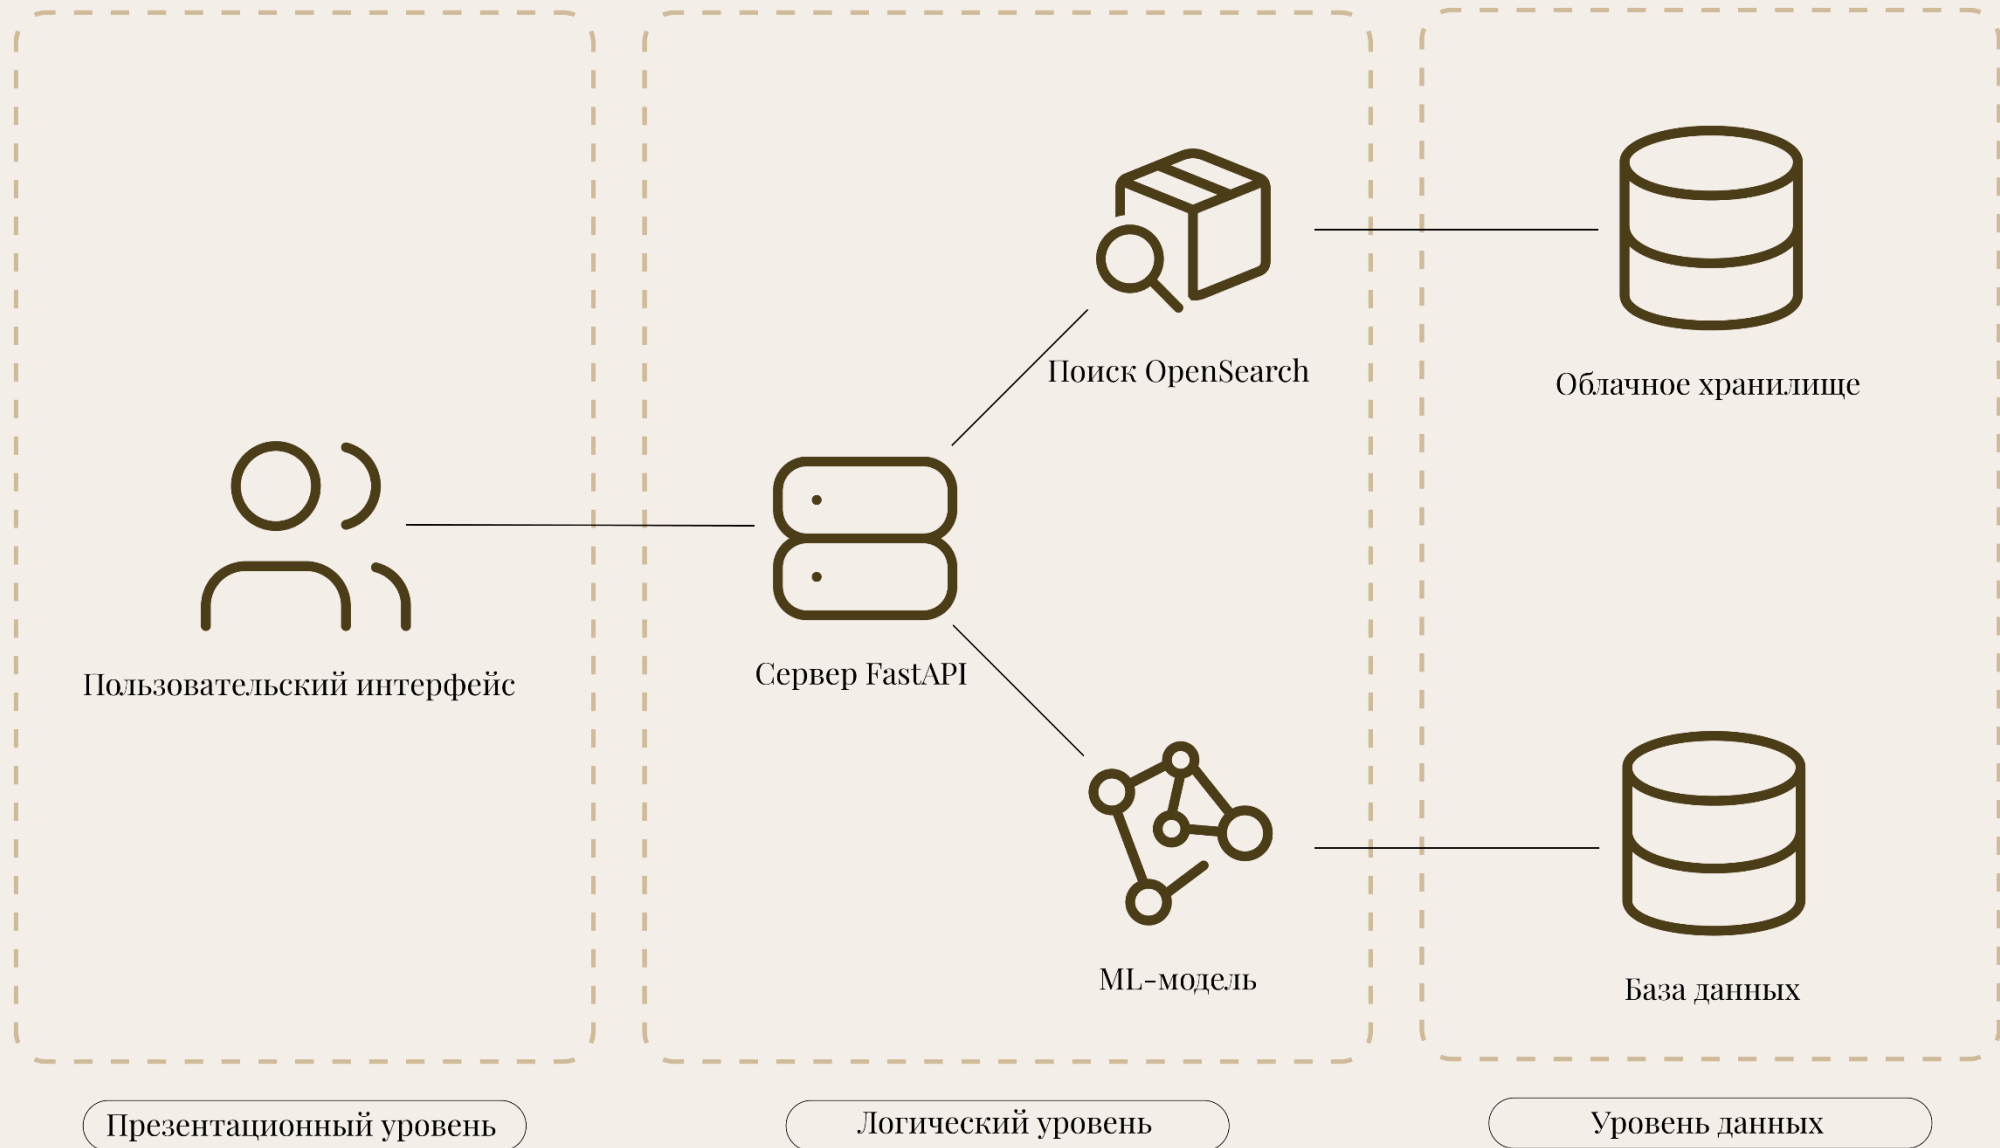 Поиск OpenSearch
Облачное хранилище
Пользовательский интерфейс
Сервер FastAPI
ML-модель
База данных
Презентационный уровень
Логический уровень
Уровень данных